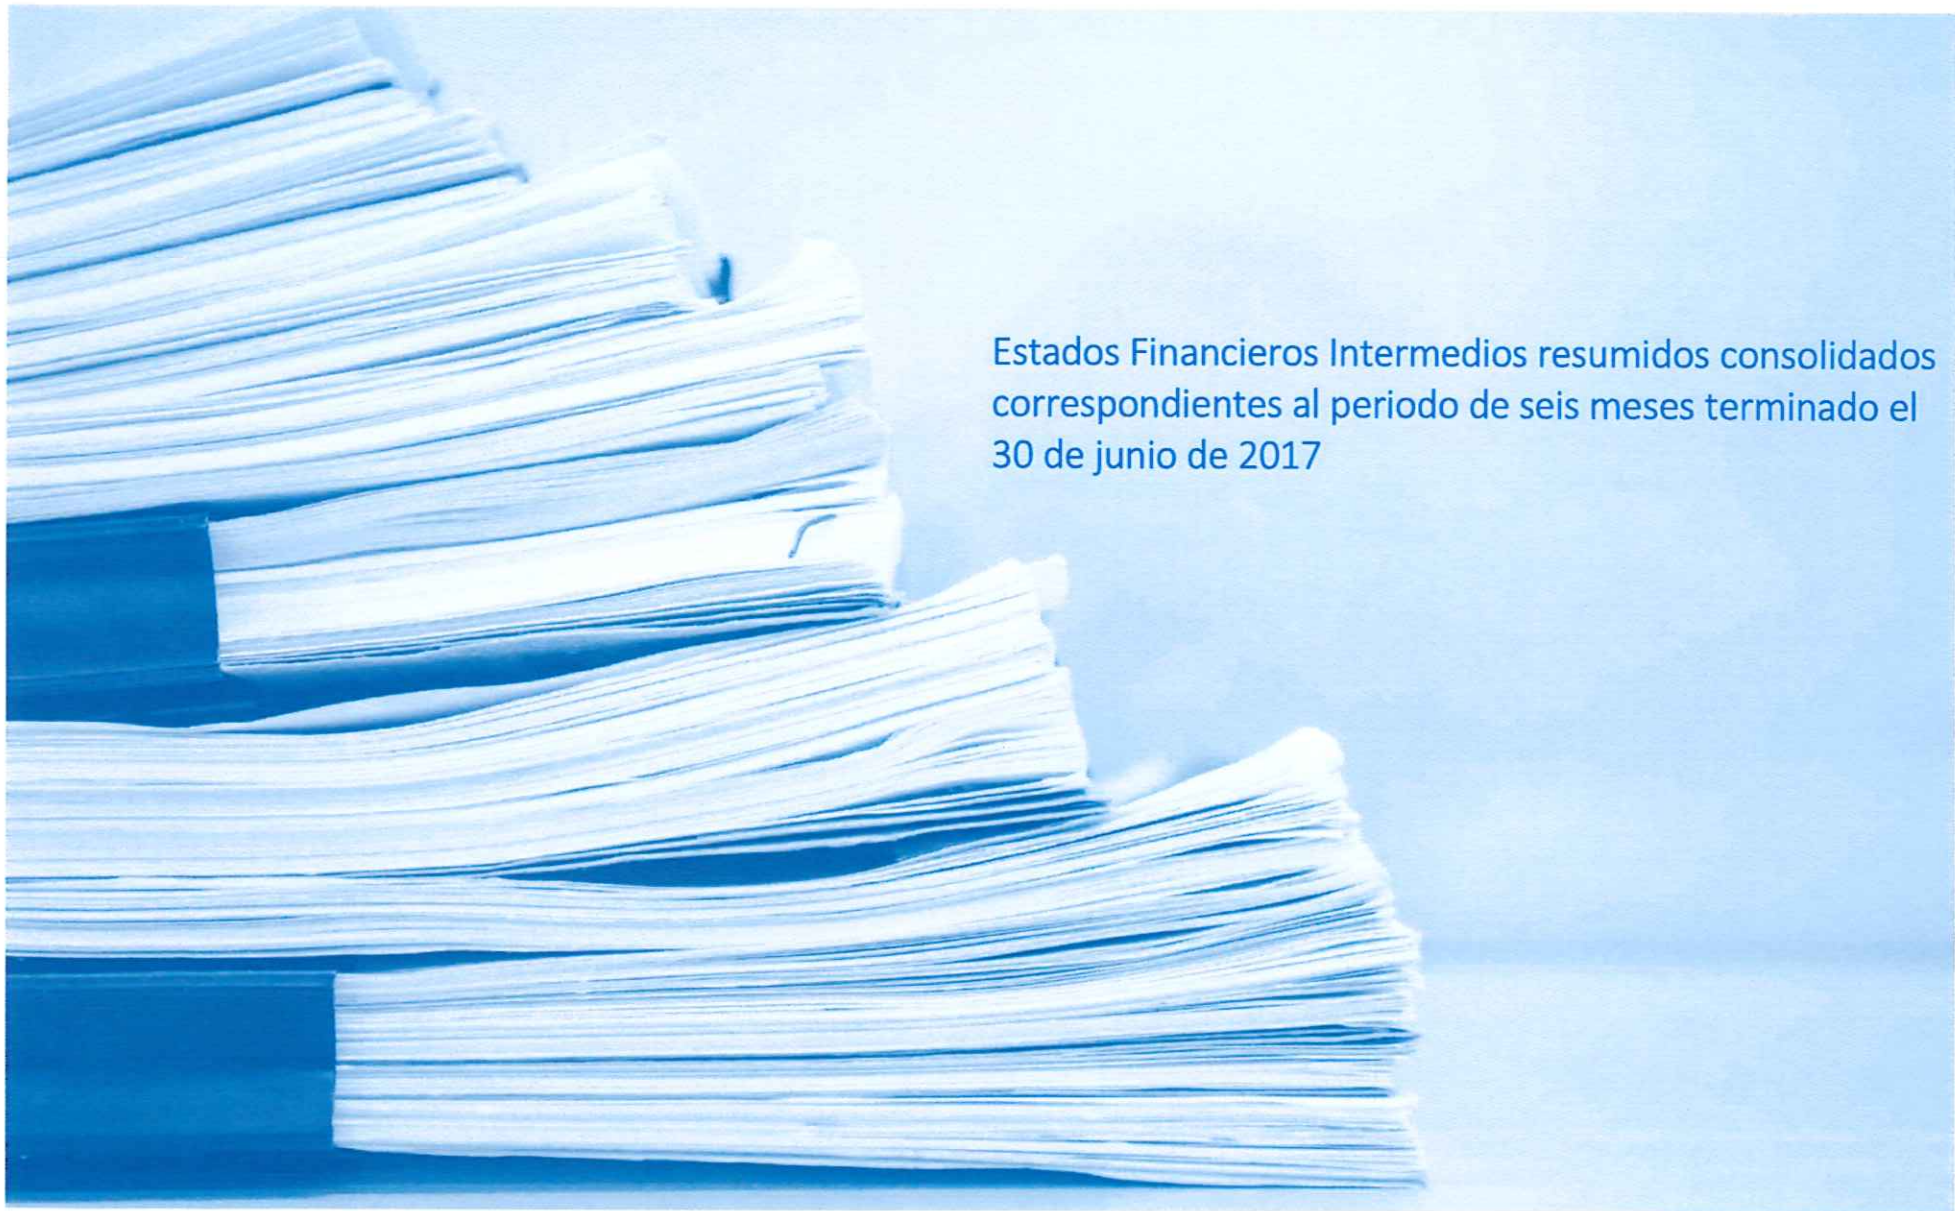 Estados Financieros Intermedios resumidos consolidados
correspondientes al periodo de seis meses terminado el
30 de junio de 2017